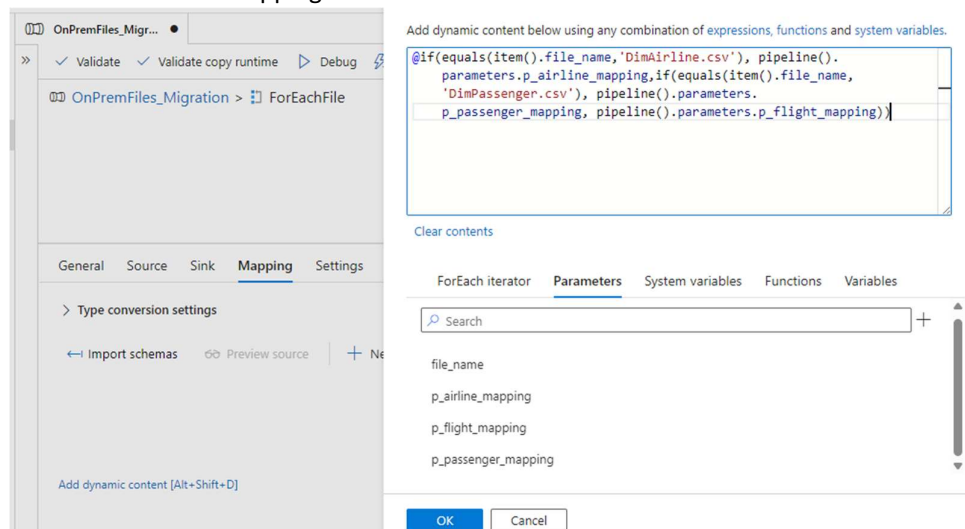 OnPremFiles_Migr...
Validate Validate copy runtime Debug
OnPremFiles_Migration > ForEachFile
General Source Sink Mapping Settings
Type conversion settings
Import schemas Preview source Ne
Add dynamic content [Alt+Shift+D]
Add dynamic content below using any combination of expressions, functions and system variables.
@if(equals(item().file_name,'DimAirline.csv'), pipeline().
parameters.p_airline_mapping,if(equals(item().file_name,
'DimPassenger.csv'), pipeline().parameters.
p_passenger_mapping, pipeline().parameters.p_flight_mapping))
Clear contents
ForEach iterator Parameters System variables Functions Variables
Search
file_name
p_airline_mapping
p_flight_mapping
p_passenger_mapping
OK Cancel